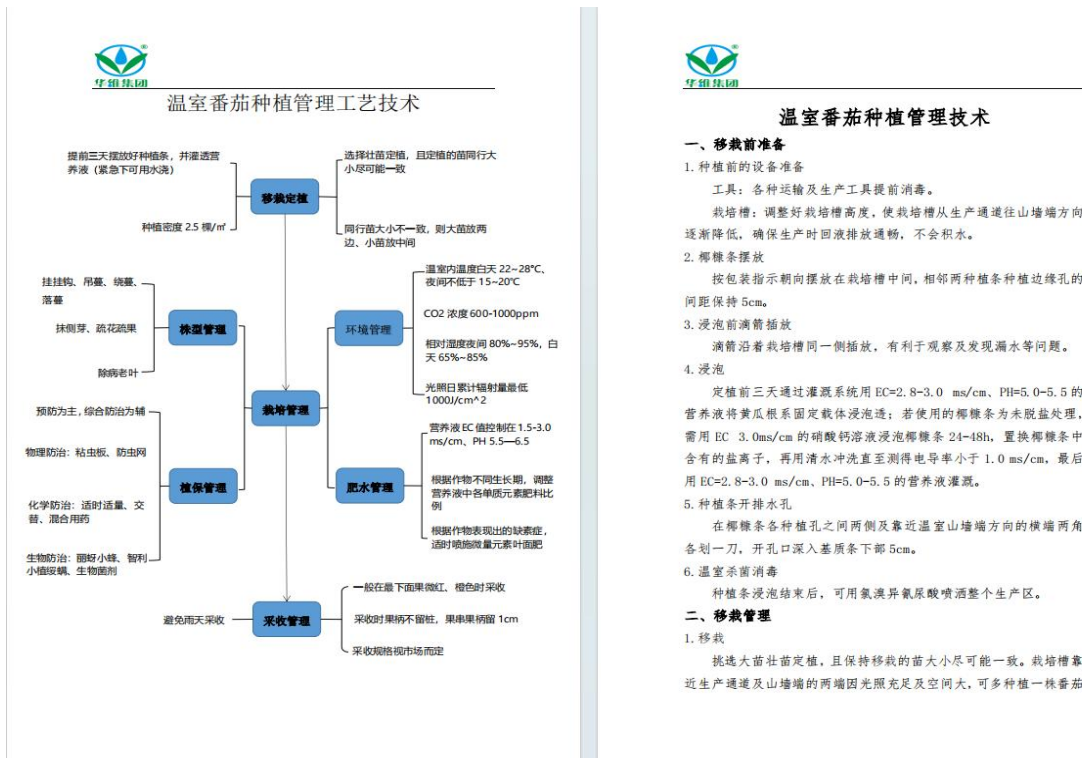 华维集团
温室番茄种植管理工艺技术
提前三天摆放好种植条，并灌透营
养液（紧急下可用水浇）
种植密度 2.5 棵/㎡
移栽定植
选择壮苗定植，且定植的苗同行大
小尽可能一致
同行苗大小不一致，则大苗放两
边、小苗放中间
挂挂钩、吊蔓、绕蔓、
落蔓
抹侧芽、疏花疏果
除病老叶
株型管理
环境管理
温室内温度白天 22~28℃、
夜间不低于 15~20℃
CO2 浓度 600-1000ppm
相对湿度夜间 80%~95%，白
天 65%~85%
光照日累计辐射量最低
1000J/cm^2
栽培管理
预防为主，综合防治为辅
物理防治：粘虫板、防虫网
化学防治：适时适量、交
替、混合用药
生物防治：丽蚜小蜂、智利
小植绥螨、生物菌剂
植保管理
肥水管理
营养液 EC 值控制在 1.5-3.0
ms/cm、PH 5.5—6.5
根据作物不同生长期，调整
营养液中各单质元素肥料比
例
根据作物表现出的缺素症，
适时喷施微量元素叶面肥
避免雨天采收
采收管理
一般在最下面果微红、橙色时采收
采收时果柄不留桩，果串果柄留 1cm
采收规格视市场而定
华维集团
温室番茄种植管理技术
一、移栽前准备
1.种植前的设备准备
工具：各种运输及生产工具提前消毒。
栽培槽：调整好栽培槽高度，使栽培槽从生产通道往山墙端方向
逐渐降低，确保生产时回液排放通畅，不会积水。
2.椰糠条摆放
按包装指示朝向摆放在栽培槽中间，相邻两种植条种植边缘孔的
间距保持 5cm。
3.浸泡前滴箭插放
滴箭沿着栽培槽同一侧插放，有利于观察及发现漏水等问题。
4.浸泡
定植前三天通过灌溉系统用 EC=2.8-3.0 ms/cm、PH=5.0-5.5 的
营养液将黄瓜根系固定载体浸泡透；若使用的椰糠条为未脱盐处理，
需用 EC 3.0ms/cm 的硝酸钙溶液浸泡椰糠条 24-48h，置换椰糠条中
含有的盐离子，再用清水冲洗直至测得电导率小于 1.0 ms/cm，最后
用 EC=2.8-3.0 ms/cm、PH=5.0-5.5 的营养液灌溉。
5.种植条开排水孔
在椰糠条各种植孔之间两侧及靠近温室山墙端方向的横端两角
各划一刀，开孔口深入基质条下部 5cm。
6.温室杀菌消毒
种植条浸泡结束后，可用氯溴异氰尿酸喷洒整个生产区。
二、移栽管理
1.移栽
挑选大苗壮苗定植，且保持移栽的苗大小尽可能一致。栽培槽靠
近生产通道及山墙端的两端因光照充足及空间大，可多种植一株番茄